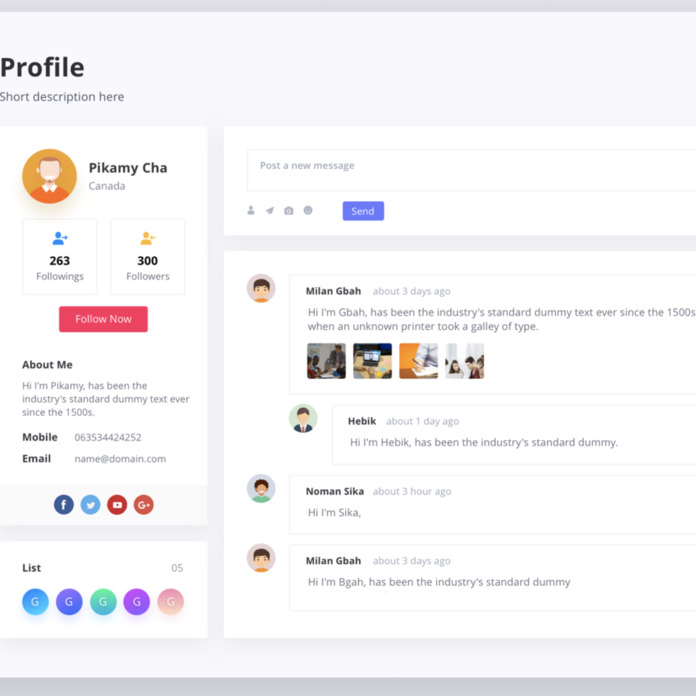 Profile
Short description here
Pikamy Cha
Canada
263
Followings
300
Followers
Follow Now
About Me
Hi I'm Pikamy, has been the
industry's standard dummy text ever
since the 1500s.
Mobile 063534424252
Email name@domain.com
f G+
List 05
G G G G G
Post a new message
Send
Milan Gbah about 3 days ago
Hi I'm Gbah, has been the industry's standard dummy text ever since the 1500s
when an unknown printer took a galley of type.
Hebik about 1 day ago
Hi I'm Hebik, has been the industry's standard dummy.
Noman Sika about 3 hour ago
Hi I'm Sika,
Milan Gbah about 3 days ago
Hi I'm Bgah, has been the industry's standard dummy